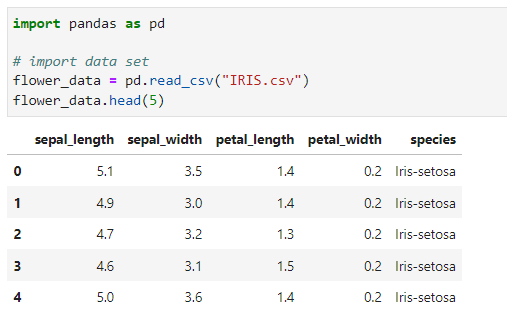 import pandas as pd
# import data set
flower_data = pd.read_csv("IRIS.csv")
flower_data.head(5)
sepal_length sepal_width petal_length petal_width species
0 5.1 3.5 1.4 0.2 Iris-setosa
1 4.9 3.0 1.4 0.2 Iris-setosa
2 4.7 3.2 1.3 0.2 Iris-setosa
3 4.6 3.1 1.5 0.2 Iris-setosa
4 5.0 3.6 1.4 0.2 Iris-setosa